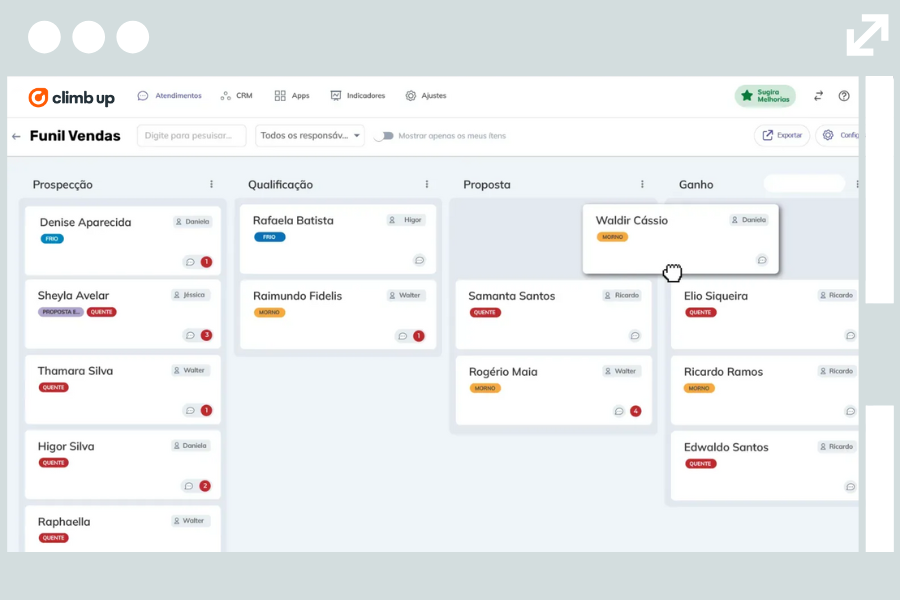 climb up
Atendimentos
CRM
Apps
Indicadores
Ajustes
Sugira
Melhorias
Funil Vendas
Digite para pesuisar...
Todos os responsáv...
Mostrar apenas os meus itens
Exportar
Config
Prospecção
Denise Aparecida
Daniela
FRIO
1
Sheyla Avelar
Jéssica
PROPOSTA E...
QUENTE
3
Thamara Silva
Walter
QUENTE
1
Higor Silva
Daniela
QUENTE
2
Raphaella
Walter
QUENTE
Qualificação
Rafaela Batista
Higor
FRIO
Raimundo Fidelis
Walter
MORNO
1
Proposta
Waldir Cássio
Daniela
MORNO
Samanta Santos
Ricardo
QUENTE
Rogério Maia
Walter
MORNO
4
Ganho
Elio Siqueira
Ricardo
QUENTE
Ricardo Ramos
Ricardo
MORNO
Edwaldo Santos
Ricardo
QUENTE